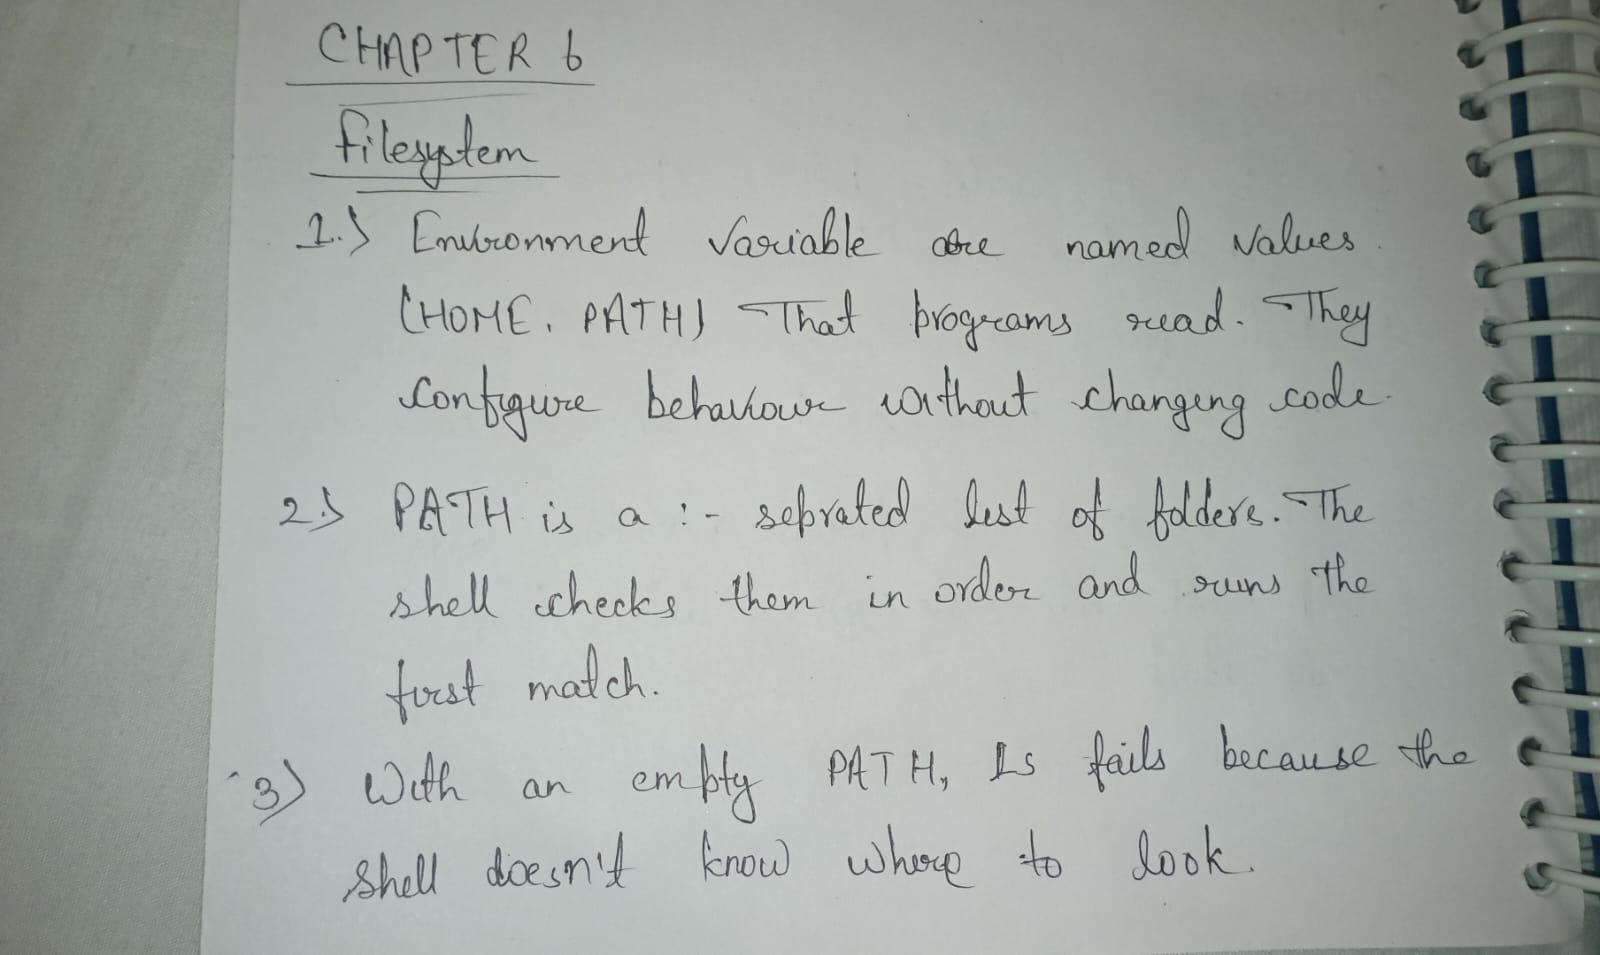 CHAPTER 6
Filesystem
1.) Environment Variable are named values.
(HOME, PATH) That programs read. They
configure behaviour without changing code.
2.) PATH is a :- seprated list of folders. The
shell checks them in order and runs the
first match.
3) With an empty PATH, ls fails because the
shell doesn't know where to look.